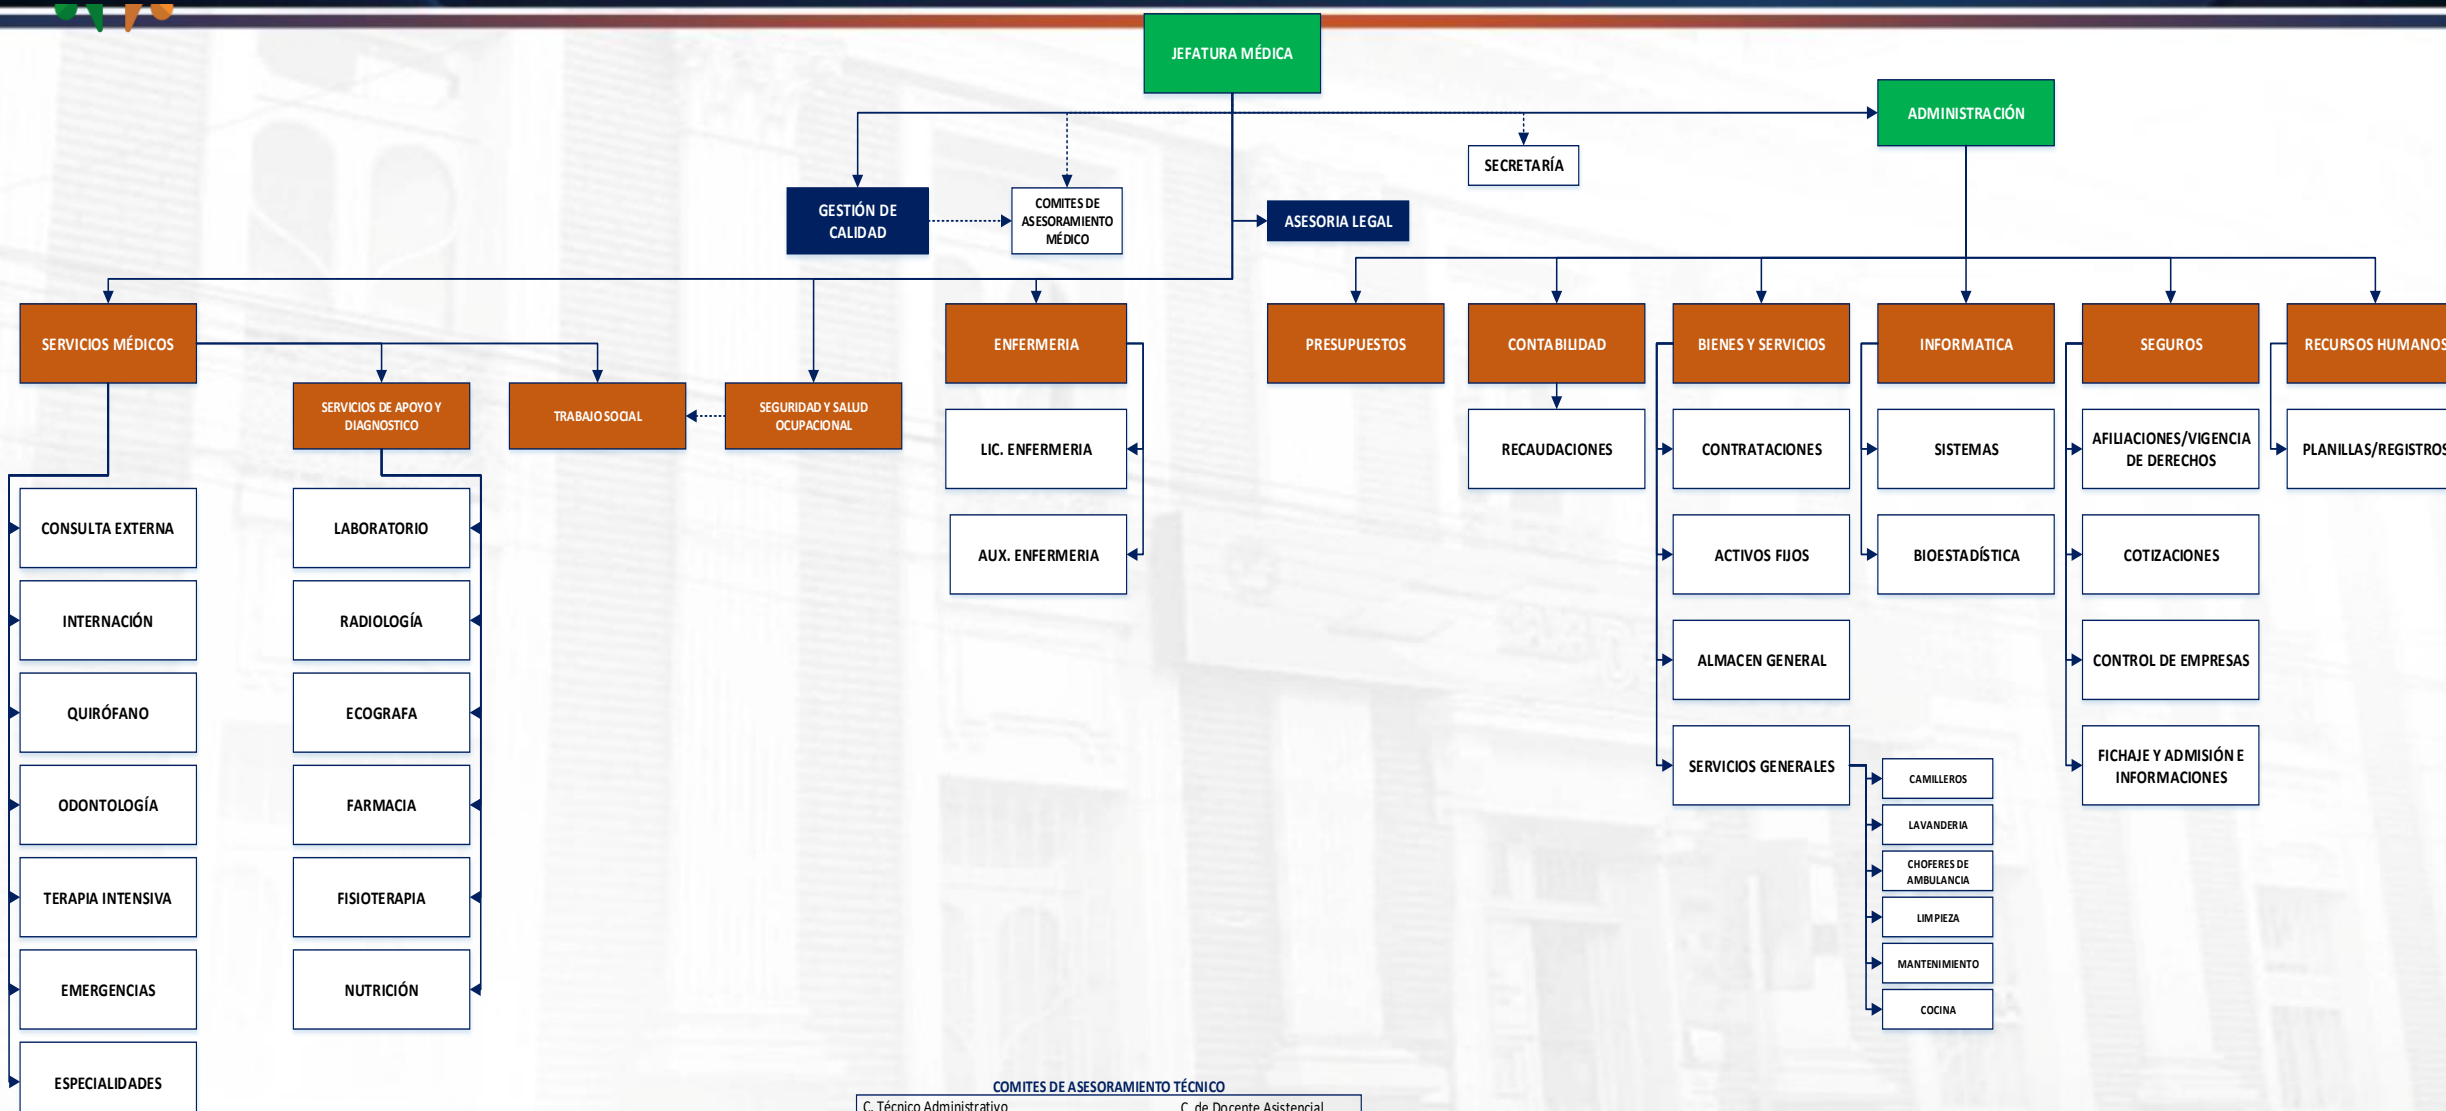 JEFATURA MÉDICA
ADMINISTRACIÓN
SECRETARÍA
GESTIÓN DE
CALIDAD
COMITES DE
ASESORAMIENTO
MÉDICO
ASESORIA LEGAL
SERVICIOS MÉDICOS
ENFERMERIA
PRESUPUESTOS
CONTABILIDAD
BIENES Y SERVICIOS
INFORMATICA
SEGUROS
RECURSOS HUMANOS
SERVICIOS DE APOYO Y
DIAGNOSTICO
TRABAJO SOCIAL
SEGURIDAD Y SALUD
OCUPACIONAL
LIC. ENFERMERIA
RECAUDACIONES
CONTRATACIONES
SISTEMAS
AFILIACIONES/VIGENCIA
DE DERECHOS
PLANILLAS/REGISTROS
CONSULTA EXTERNA
LABORATORIO
AUX. ENFERMERIA
ACTIVOS FIJOS
BIOESTADÍSTICA
COTIZACIONES
INTERNACIÓN
RADIOLOGÍA
ALMACEN GENERAL
CONTROL DE EMPRESAS
QUIRÓFANO
ECOGRAFA
SERVICIOS GENERALES
FICHAJE Y ADMISIÓN E
INFORMACIONES
CAMILLEROS
ODONTOLOGÍA
FARMACIA
LAVANDERIA
CHOFERES DE
AMBULANCIA
TERAPIA INTENSIVA
FISIOTERAPIA
LIMPIEZA
MANTENIMIENTO
EMERGENCIAS
NUTRICIÓN
COCINA
ESPECIALIDADES
COMITES DE ASESORAMIENTO TÉCNICO
C. Técnico Administrativo
C. de Docente Asistencial